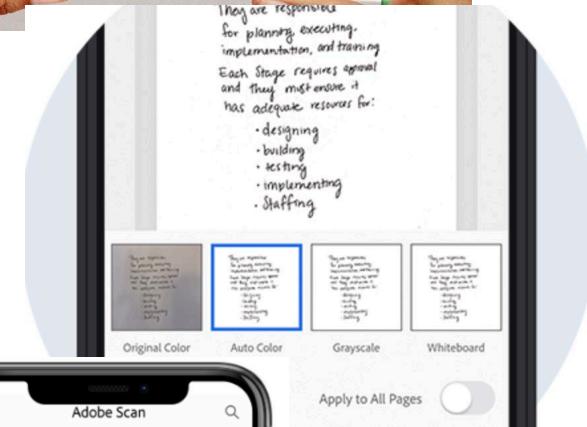 They are responsible
for planning, executing,
implementation, and training
Each Stage requires approval
and they must ensure it
has adequate resources for:
· designing
· building
· testing
· implementing
· Staffing
Original Color
Auto Color
Grayscale
Whiteboard
Apply to All Pages
Adobe Scan